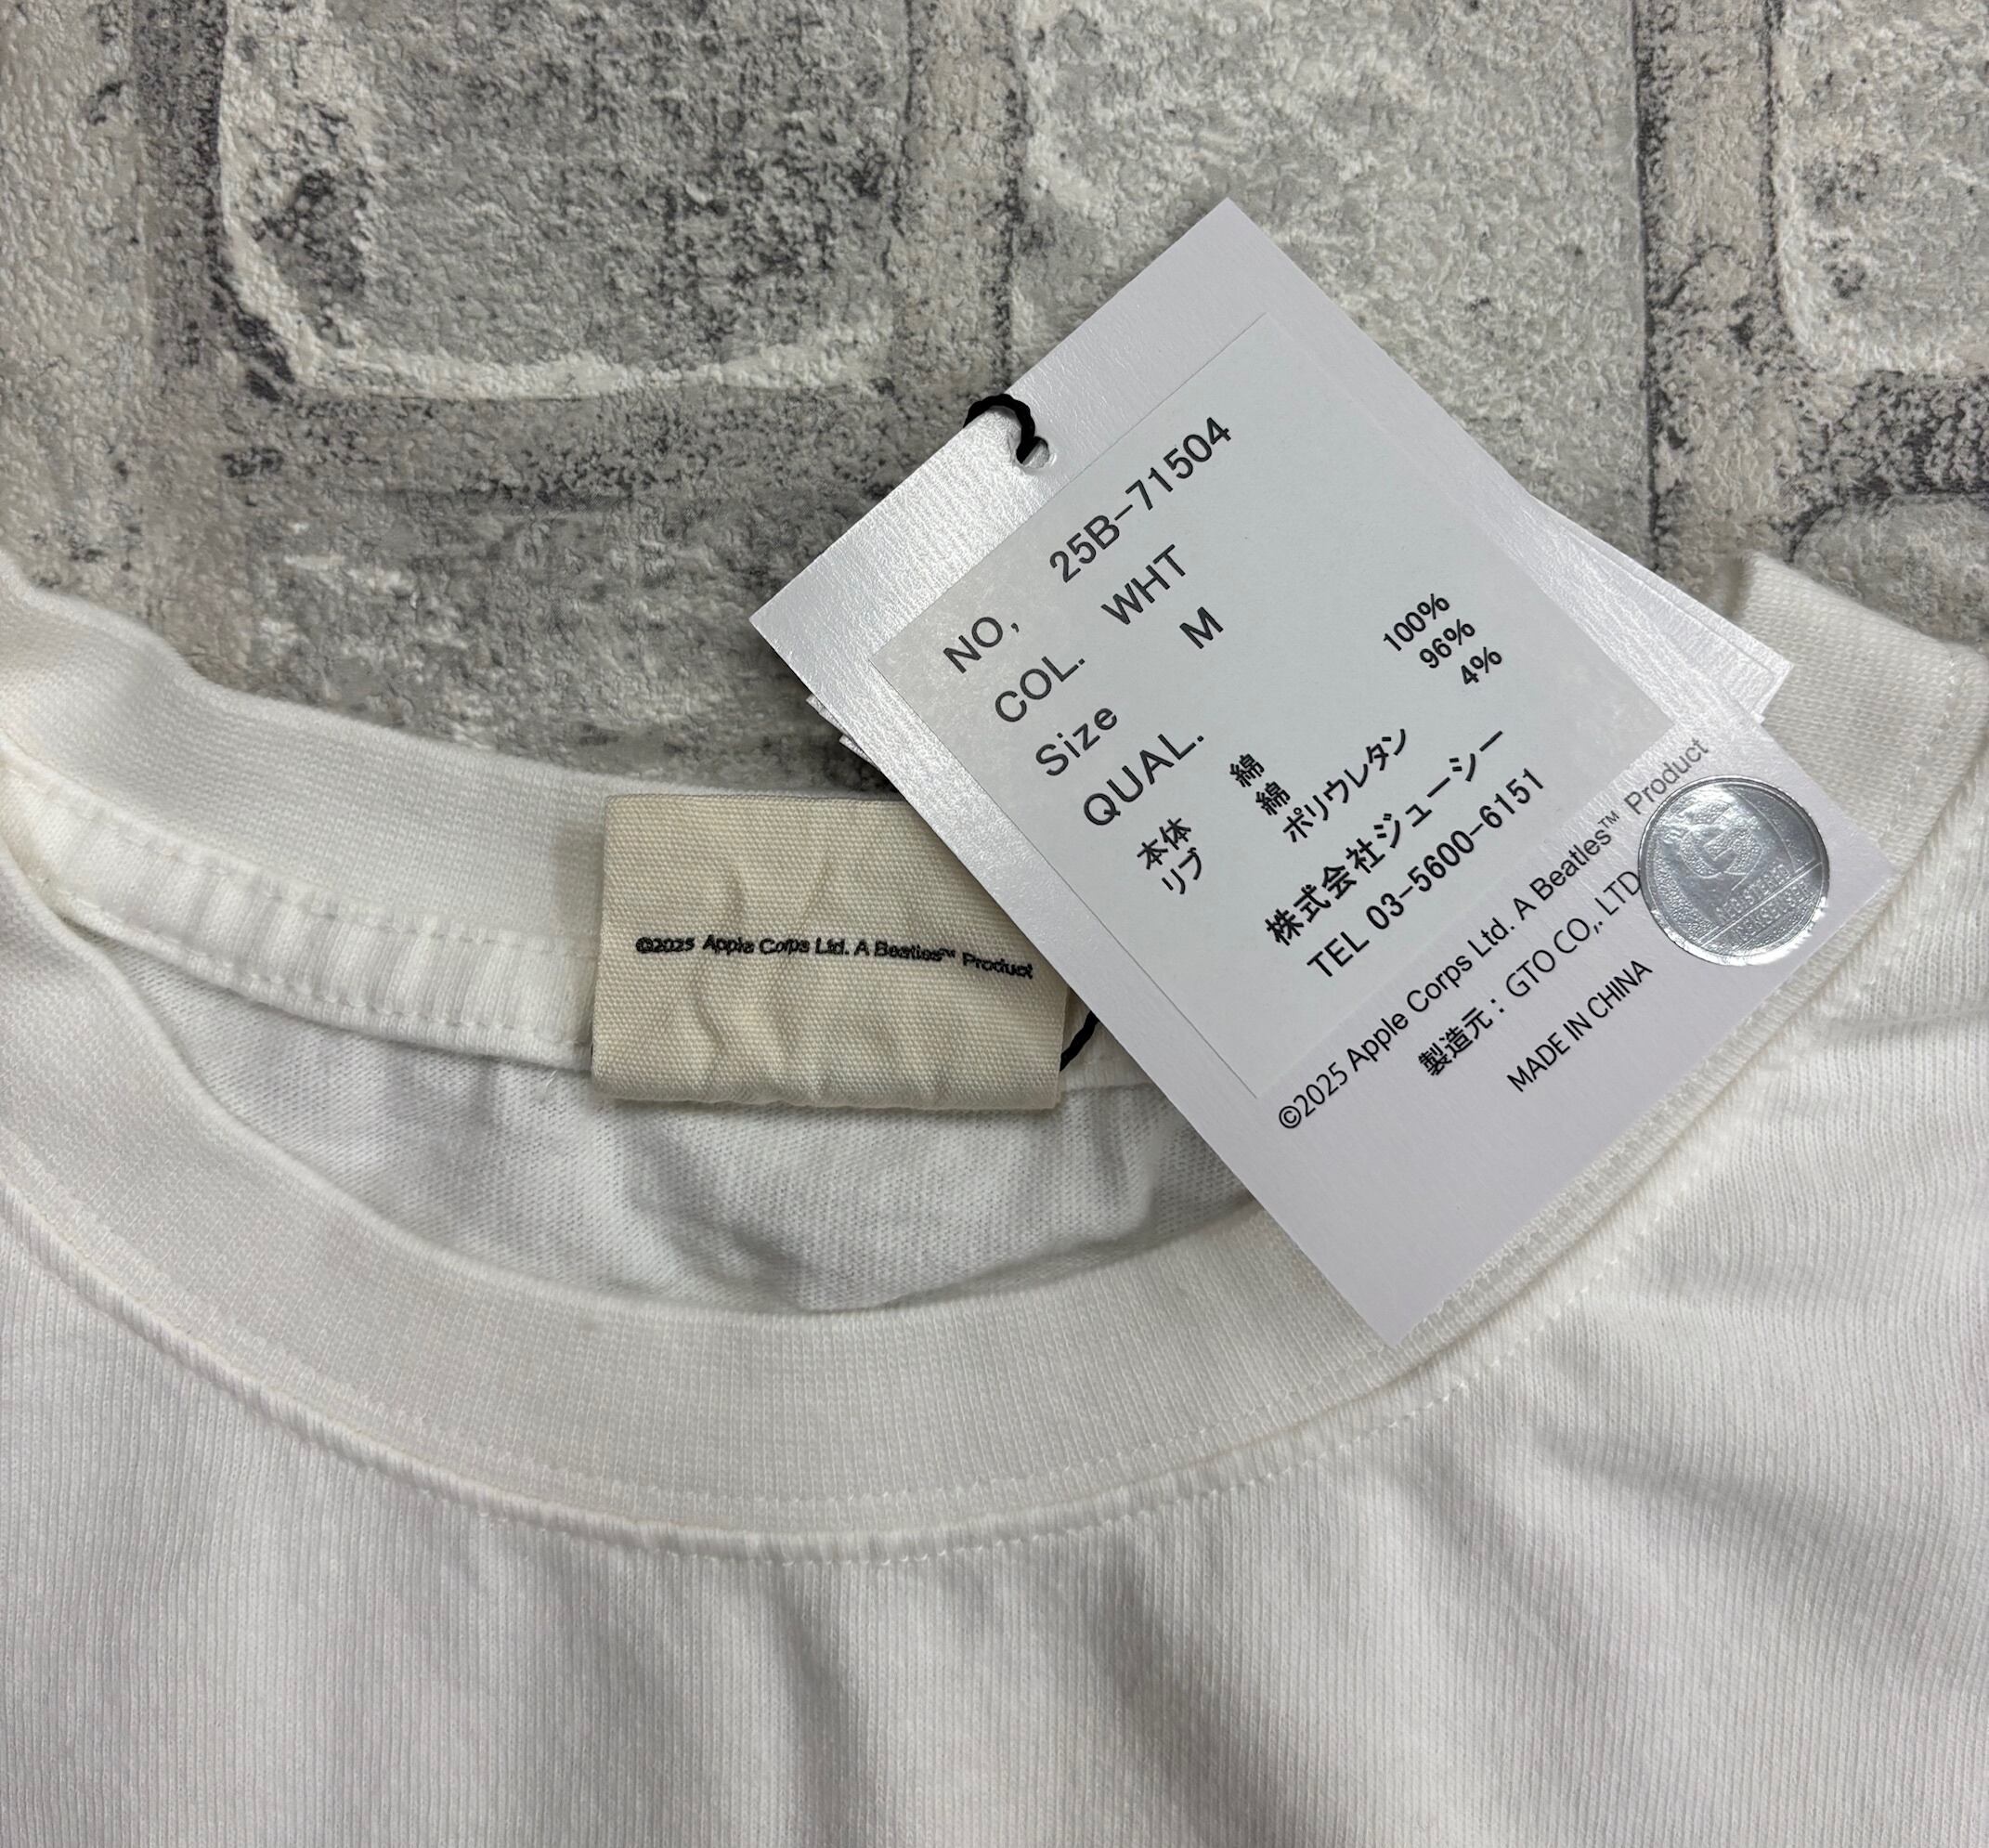 NO, 25B-71504
COL. WHT
Size M
QUAL.
本体 綿 100%
リブ 綿 96%
ポリウレタン 4%
株式会社ジューシー
TEL 03-5600-6151
©2025 Apple Corps Ltd. A Beatles™ Product
製造元：GTO CO,. LTD
MADE IN CHINA
©2025 Apple Corps Ltd. A Beatles™ Product